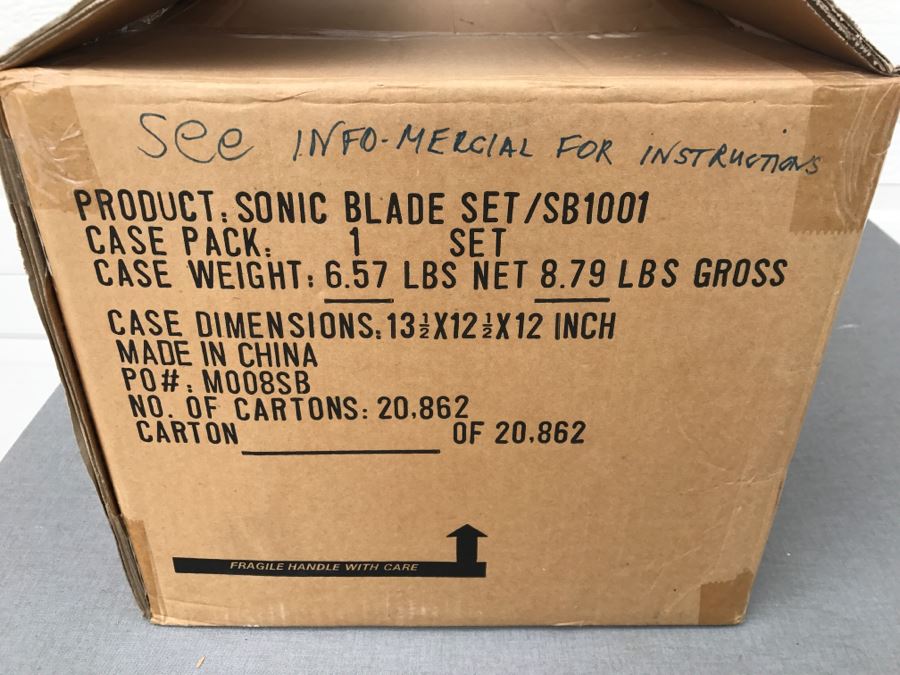 See INFO-MERCIAL FOR INSTRUCTIONS
PRODUCT: SONIC BLADE SET/SB1001
CASE PACK: 1 SET
CASE WEIGHT: 6.57 LBS NET 8.79 LBS GROSS
CASE DIMENSIONS: 13½X12½X12 INCH
MADE IN CHINA
PO#: M008SB
NO. OF CARTONS: 20,862
CARTON ______ OF 20,862
FRAGILE HANDLE WITH CARE